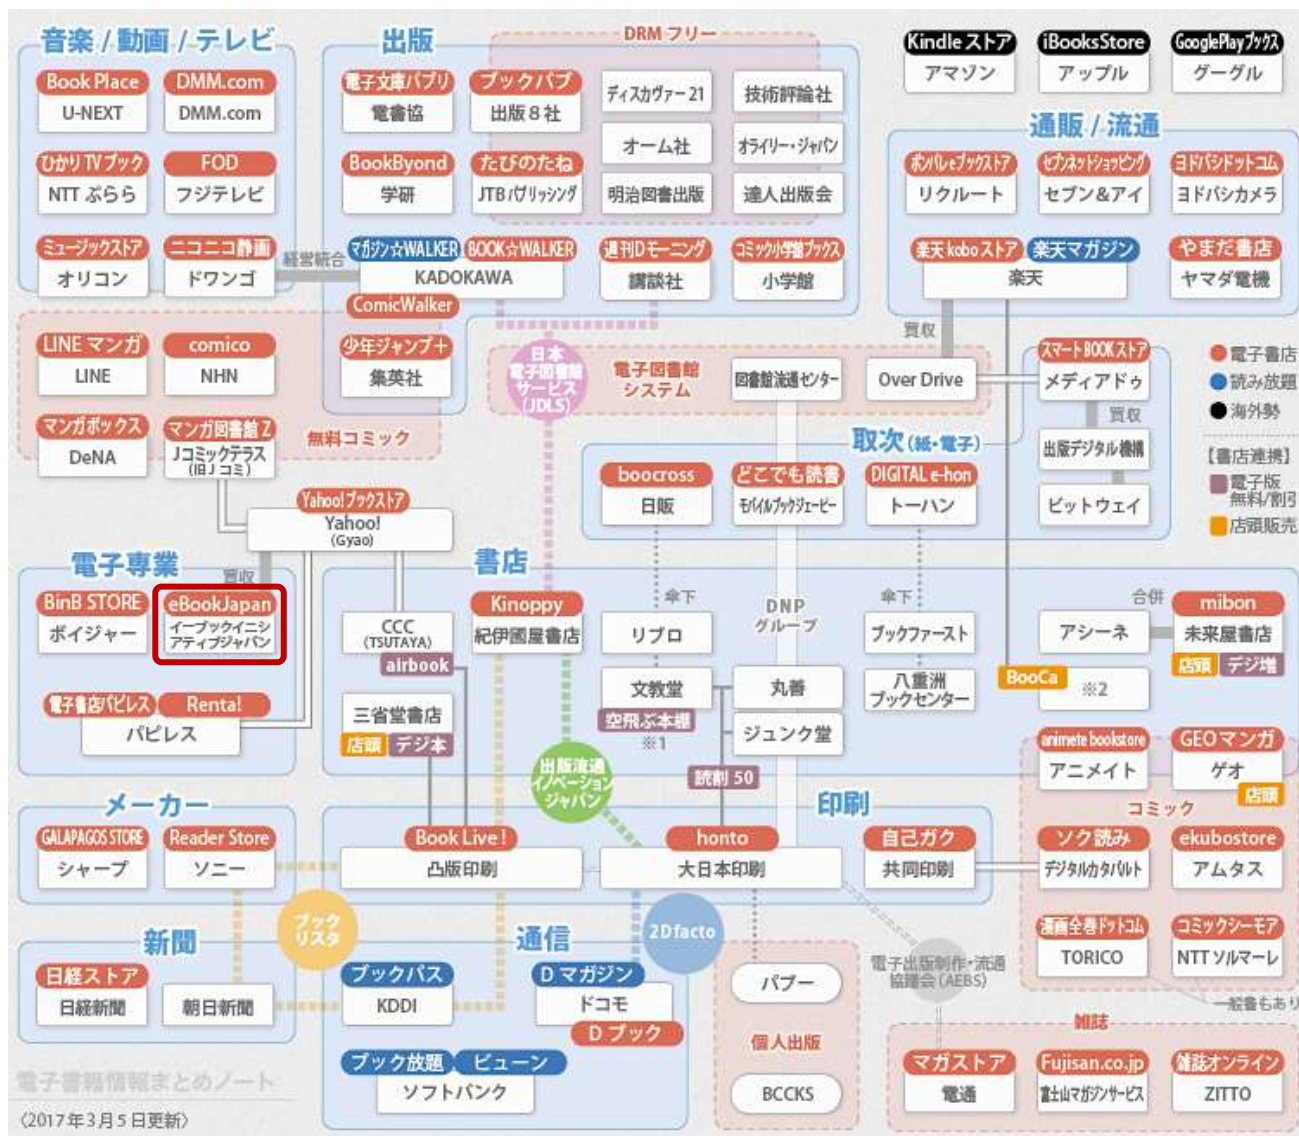 音楽 / 動画 / テレビ
Book Place
U-NEXT
DMM.com
DMM.com
ひかりTVブック
NTT ぷらら
FOD
フジテレビ
ミュージックストア
オリコン
ニコニコ静画
ドワンゴ
経営統合
出版
電子文庫パブリ
電書協
ブックパブ
出版8社
BookByond
学研
たびのたね
JTBパブリッシング
マガジン☆WALKER
BOOK☆WALKER
KADOKAWA
ComicWalker
少年ジャンプ+
集英社
週刊Dモーニング
講談社
コミック小学館ブックス
小学館
DRM フリー
ディスカヴァー21
技術評論社
オーム社
オライリー・ジャパン
明治図書出版
達人出版会
Kindle ストア
アマゾン
iBooksStore
アップル
GooglePlayブックス
グーグル
通販 / 流通
ポンパレeブックストア
リクルート
セブンネットショッピング
セブン&アイ
ヨドバシドットコム
ヨドバシカメラ
楽天 kobo ストア
楽天マガジン
楽天
やまだ書店
ヤマダ電機
買収
LINE マンガ
LINE
comico
NHN
マンガボックス
DeNA
マンガ図書館 Z
Jコミックテラス
(旧Jコミ)
無料コミック
日本
電子図書館
サービス
(JDLS)
電子図書館
システム
図書館流通センター
Over Drive
スマートBOOKストア
メディアドゥ
買収
出版デジタル機構
ビットウェイ
電子書店
読み放題
海外勢
【書店連携】
電子版
無料/割引
店頭販売
取次(紙・電子)
boocross
日販
どこでも読書
モバイルブックジェーピー
DIGITAL e-hon
トーハン
Yahoo!ブックストア
Yahoo!
(Gyao)
買収
電子専業
BinB STORE
ボイジャー
eBookJapan
イーブックイニシ
アティブジャパン
電子書店パピレス
Renta!
パピレス
書店
CCC
(TSUTAYA)
airbook
三省堂書店
店頭
デジ本
Kinoppy
紀伊國屋書店
傘下
リブロ
文教堂
空飛ぶ本棚
※1
DNP
グループ
丸善
ジュンク堂
読割 50
傘下
ブックファースト
八重洲
ブックセンター
アシーネ
合併
mibon
未来屋書店
店頭
デジ増
BooCa
※2
出版流通
イノベーション
ジャパン
animete bookstore
アニメイト
GEO マンガ
ゲオ
店頭
コミック
ソク読み
デジタルカタパルト
ekubostore
アムタス
漫画全巻ドットコム
TORICO
コミックシーモア
NTT ソルマーレ
一般書もあり
メーカー
GALAPAGOS STORE
シャープ
Reader Store
ソニー
印刷
Book Live!
凸版印刷
honto
大日本印刷
自己ガク
共同印刷
ブック
リスタ
2Dfacto
新聞
日経ストア
日経新聞
朝日新聞
通信
ブックパス
KDDI
D マガジン
ドコモ
D ブック
ブック放題
ビューン
ソフトバンク
パブー
個人出版
BCCKS
電子出版制作・流通
協議会 (AEBS)
雑誌
マガストア
電通
Fujisan.co.jp
富士山マガジンサービス
雑誌オンライン
ZITTO
電子書籍情報まとめノート
〈2017年3月5日更新〉